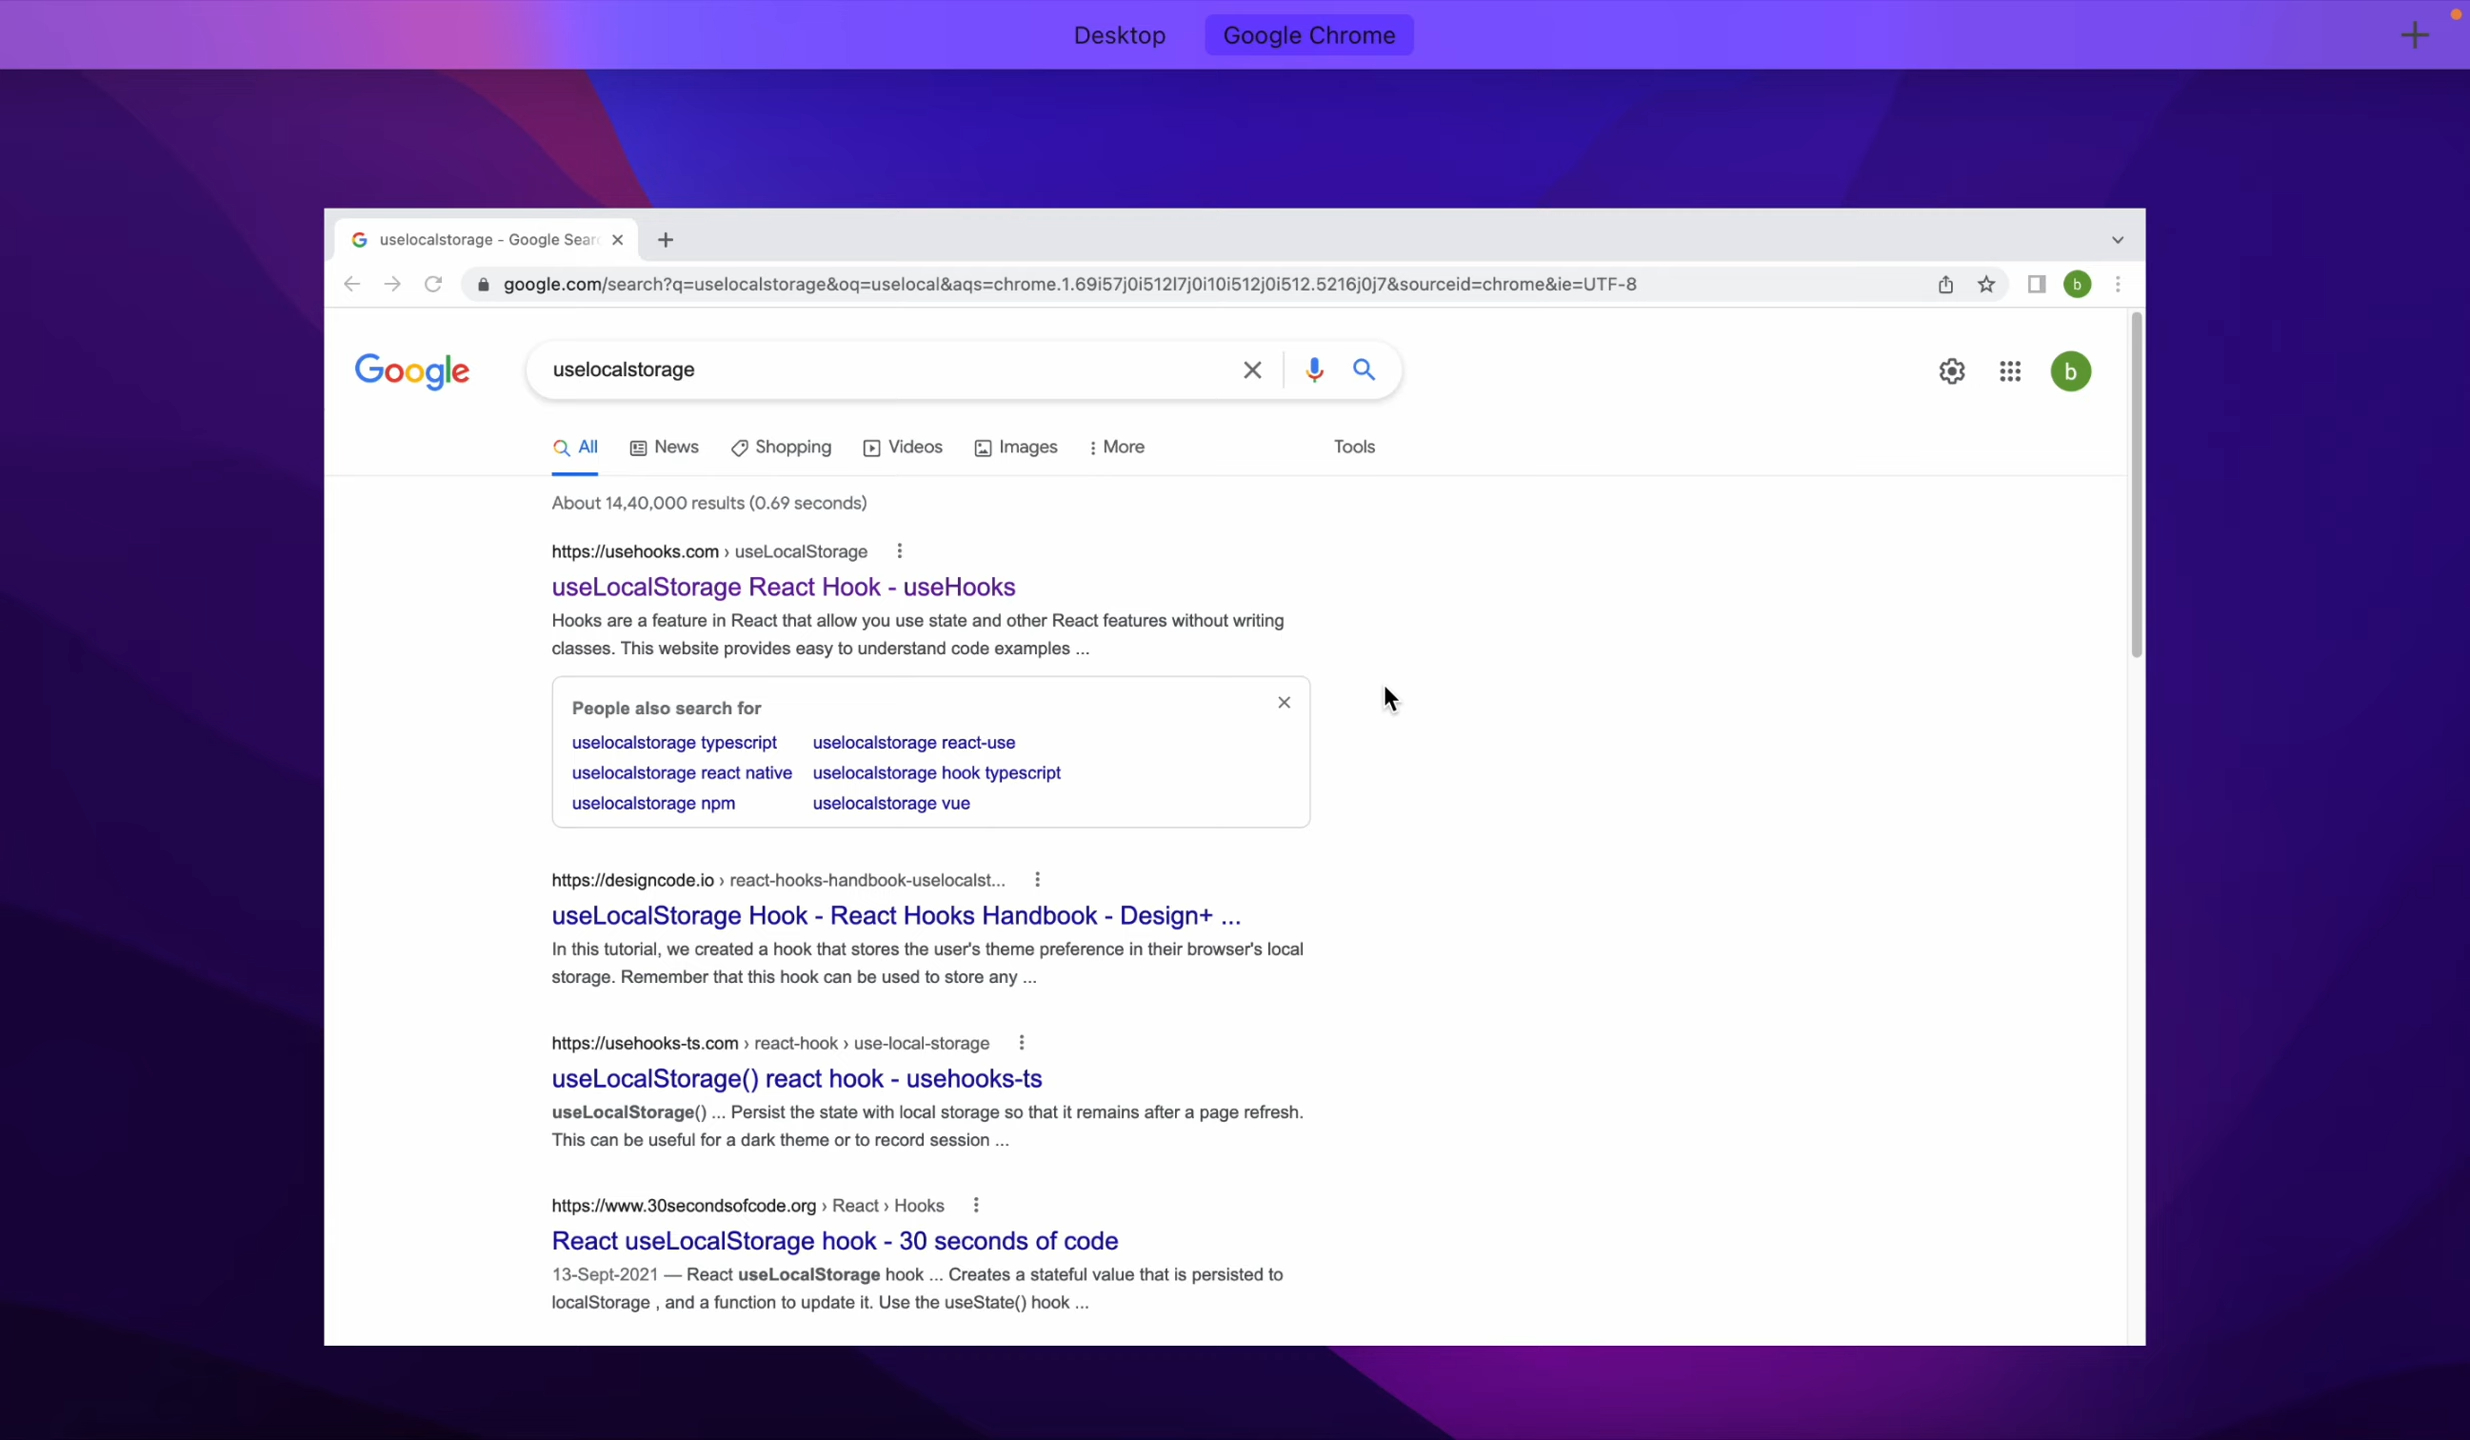 Desktop
Google Chrome
uselocalstorage - Google Sear
google.com/search?q=uselocalstorage&oq=uselocal&aqs=chrome.1.69i57j0i512l7j0i10i512j0i512.5216j0j7&sourceid=chrome&ie=UTF-8
b
Google
uselocalstorage
b
All
News
Shopping
Videos
Images
More
Tools
About 14,40,000 results (0.69 seconds)
https://usehooks.com › useLocalStorage
useLocalStorage React Hook - useHooks
Hooks are a feature in React that allow you use state and other React features without writing
classes. This website provides easy to understand code examples ...
People also search for
uselocalstorage typescript
uselocalstorage react-use
uselocalstorage react native
uselocalstorage hook typescript
uselocalstorage npm
uselocalstorage vue
https://designcode.io › react-hooks-handbook-uselocalst...
useLocalStorage Hook - React Hooks Handbook - Design+ ...
In this tutorial, we created a hook that stores the user's theme preference in their browser's local
storage. Remember that this hook can be used to store any ...
https://usehooks-ts.com › react-hook › use-local-storage
useLocalStorage() react hook - usehooks-ts
useLocalStorage() ... Persist the state with local storage so that it remains after a page refresh.
This can be useful for a dark theme or to record session ...
https://www.30secondsofcode.org › React › Hooks
React useLocalStorage hook - 30 seconds of code
13-Sept-2021 — React useLocalStorage hook ... Creates a stateful value that is persisted to
localStorage , and a function to update it. Use the useState() hook ...